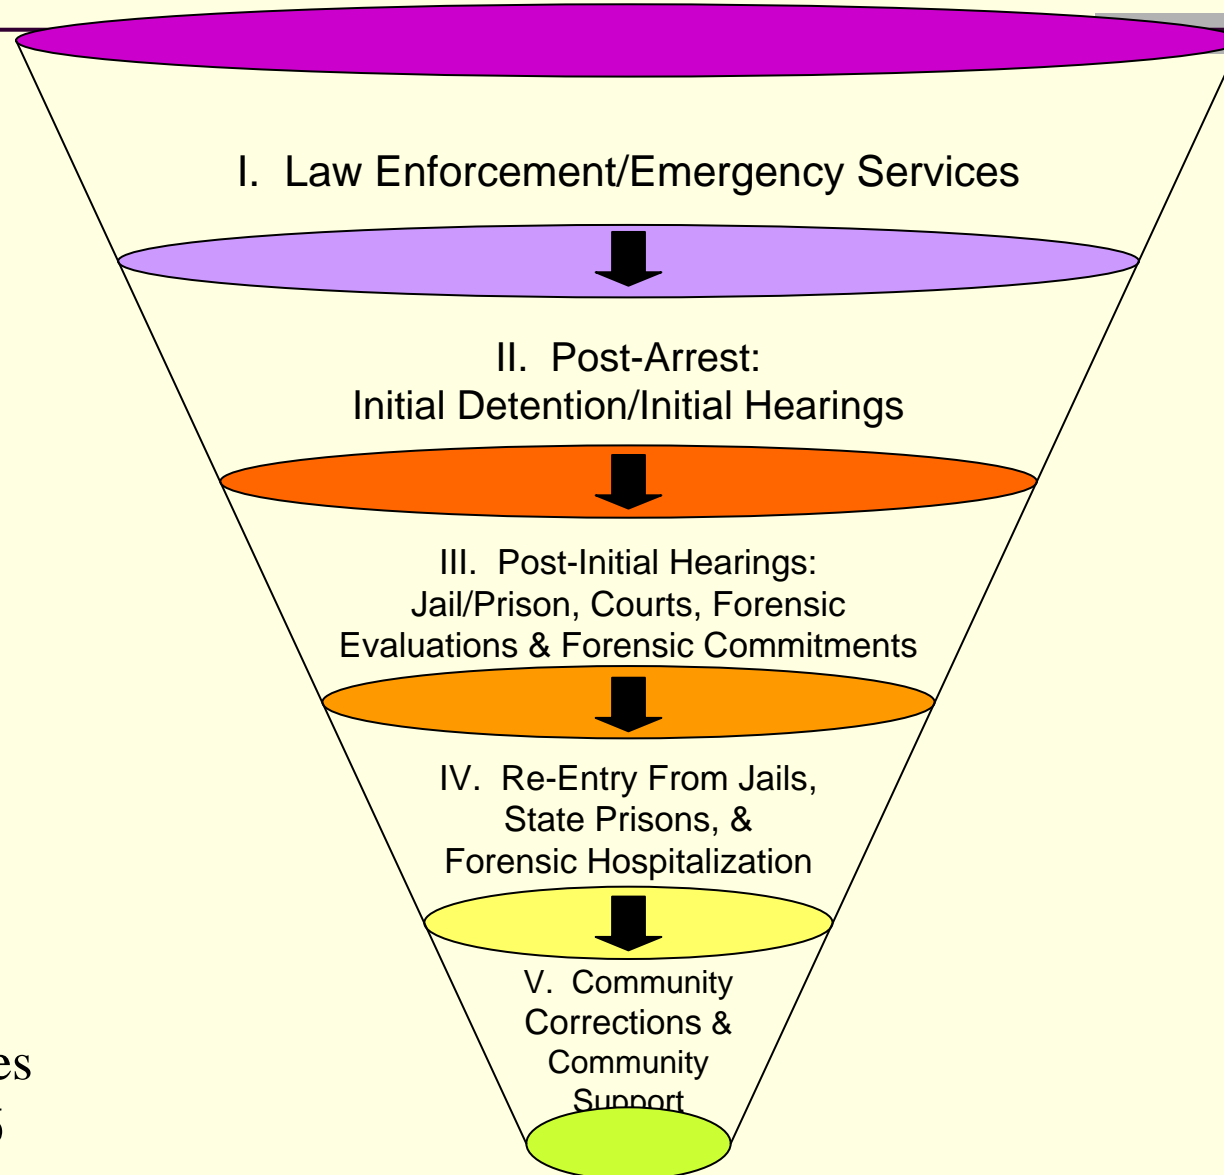 I. Law Enforcement/Emergency Services
II. Post-Arrest:
Initial Detention/Initial Hearings
III. Post-Initial Hearings:
Jail/Prison, Courts, Forensic
Evaluations & Forensic Commitments
IV. Re-Entry From Jails,
State Prisons, &
Forensic Hospitalization
V. Community
Corrections &
Community
Support
es